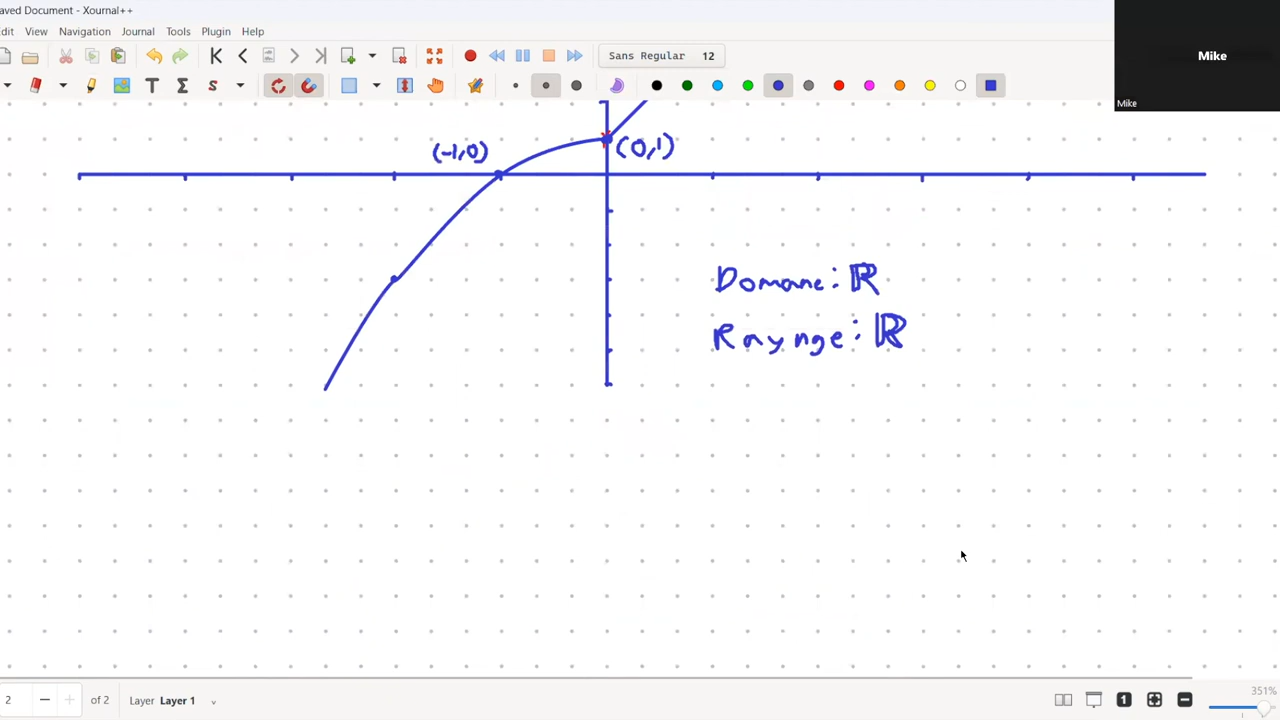 aved Document - Xournal++
Mike
dit View Navigation Journal Tools Plugin Help
Sans Regular 12
Mike
(-1,0) (0,1)
Domane: ℝ
Raynge: ℝ
2 of 2 Layer Layer 1 1 351%